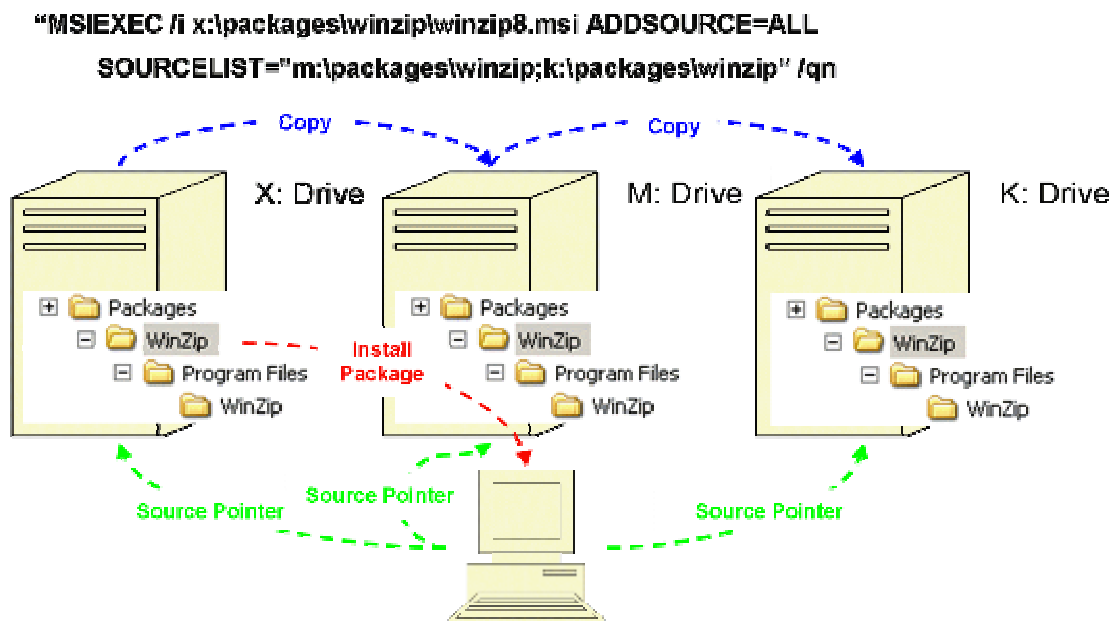 “MSIEXEC /i x:\packages\winzip\winzip8.msi ADDSOURCE=ALL
SOURCELIST=”m:\packages\winzip;k:\packages\winzip” /qn
Copy
Copy
X: Drive
M: Drive
K: Drive
Packages
WinZip
Program Files
WinZip
Install
Package
Packages
WinZip
Program Files
WinZip
Packages
WinZip
Program Files
WinZip
Source Pointer
Source Pointer
Source Pointer